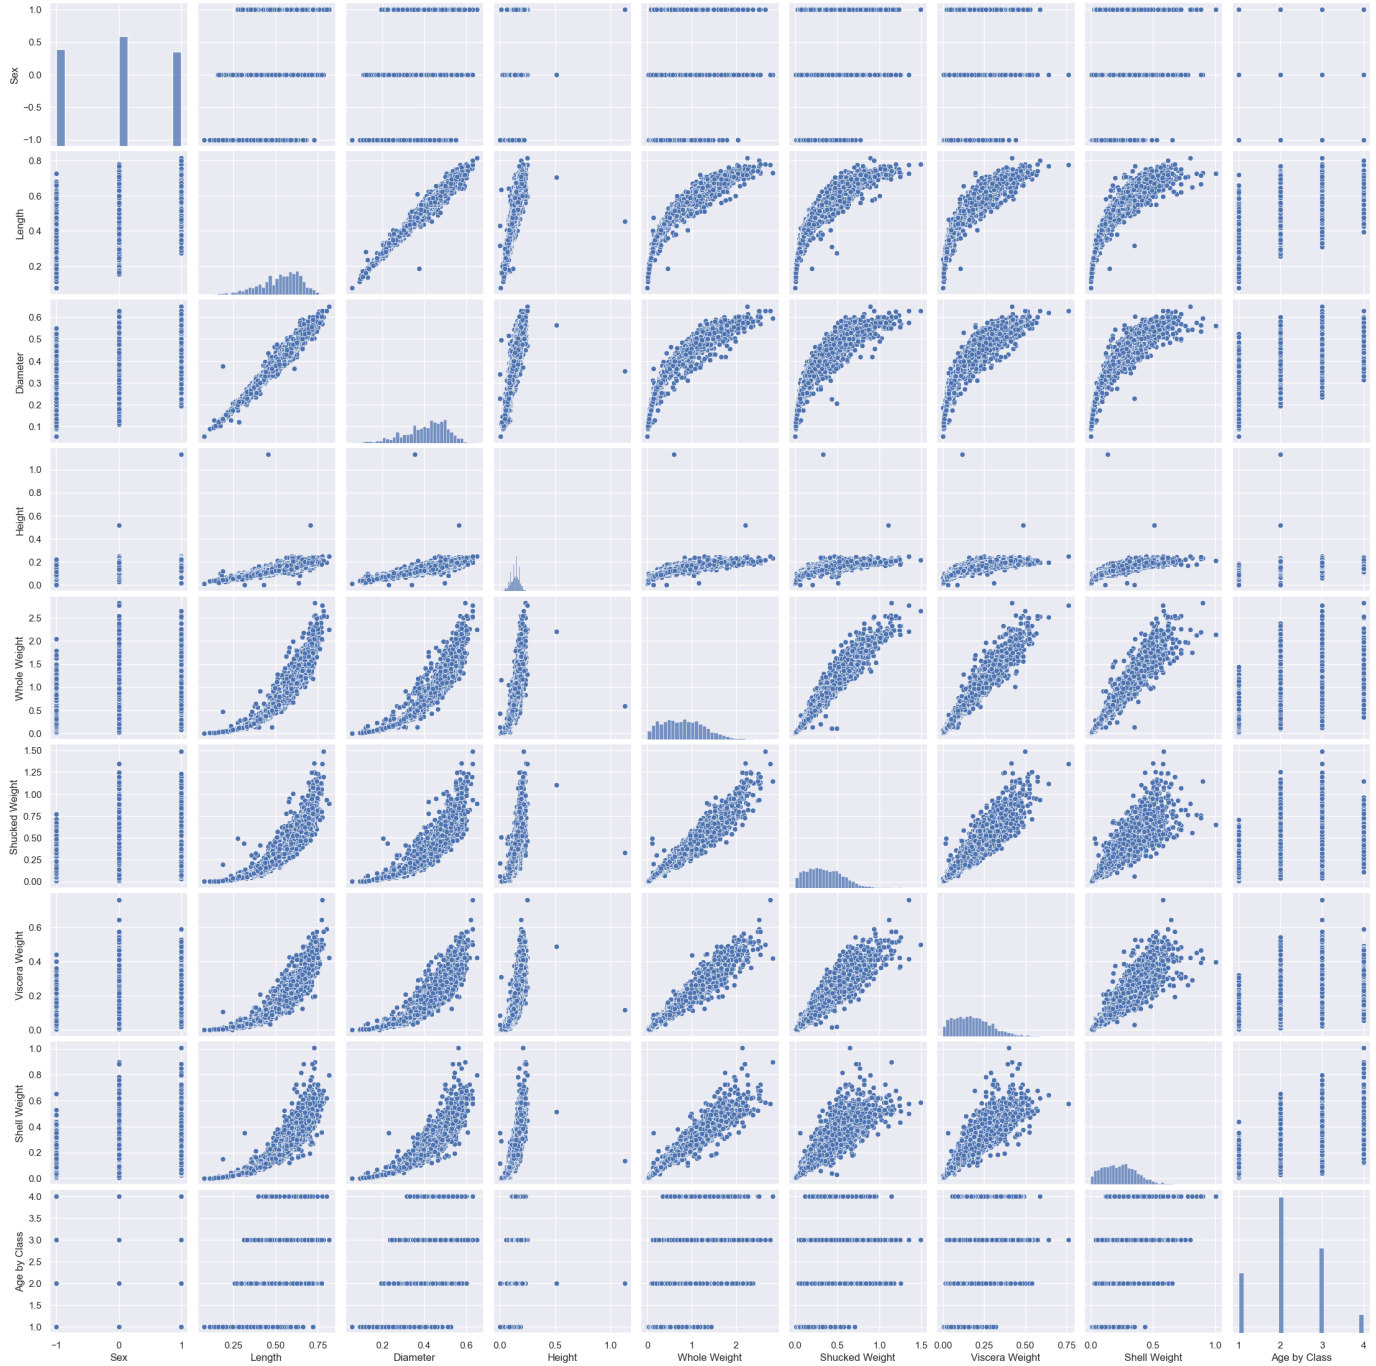 1.0
0.5
0.0
−0.5
−1.0
Sex
0.8
0.6
0.4
0.2
Length
0.6
0.5
0.4
0.3
0.2
0.1
Diameter
1.0
0.8
0.6
0.4
0.2
0.0
Height
2.5
2.0
1.5
1.0
0.5
0.0
Whole Weight
1.50
1.25
1.00
0.75
0.50
0.25
0.00
Shucked Weight
0.6
0.4
0.2
0.0
Viscera Weight
1.0
0.8
0.6
0.4
0.2
0.0
Shell Weight
4.0
3.5
3.0
2.5
2.0
1.5
1.0
Age by Class
−1 0 1
Sex
0.25 0.50 0.75
Length
0.2 0.4 0.6
Diameter
0.0 0.5 1.0
Height
0 1 2
Whole Weight
0.0 0.5 1.0 1.5
Shucked Weight
0.00 0.25 0.50 0.75
Viscera Weight
0.0 0.5 1.0
Shell Weight
1 2 3 4
Age by Class